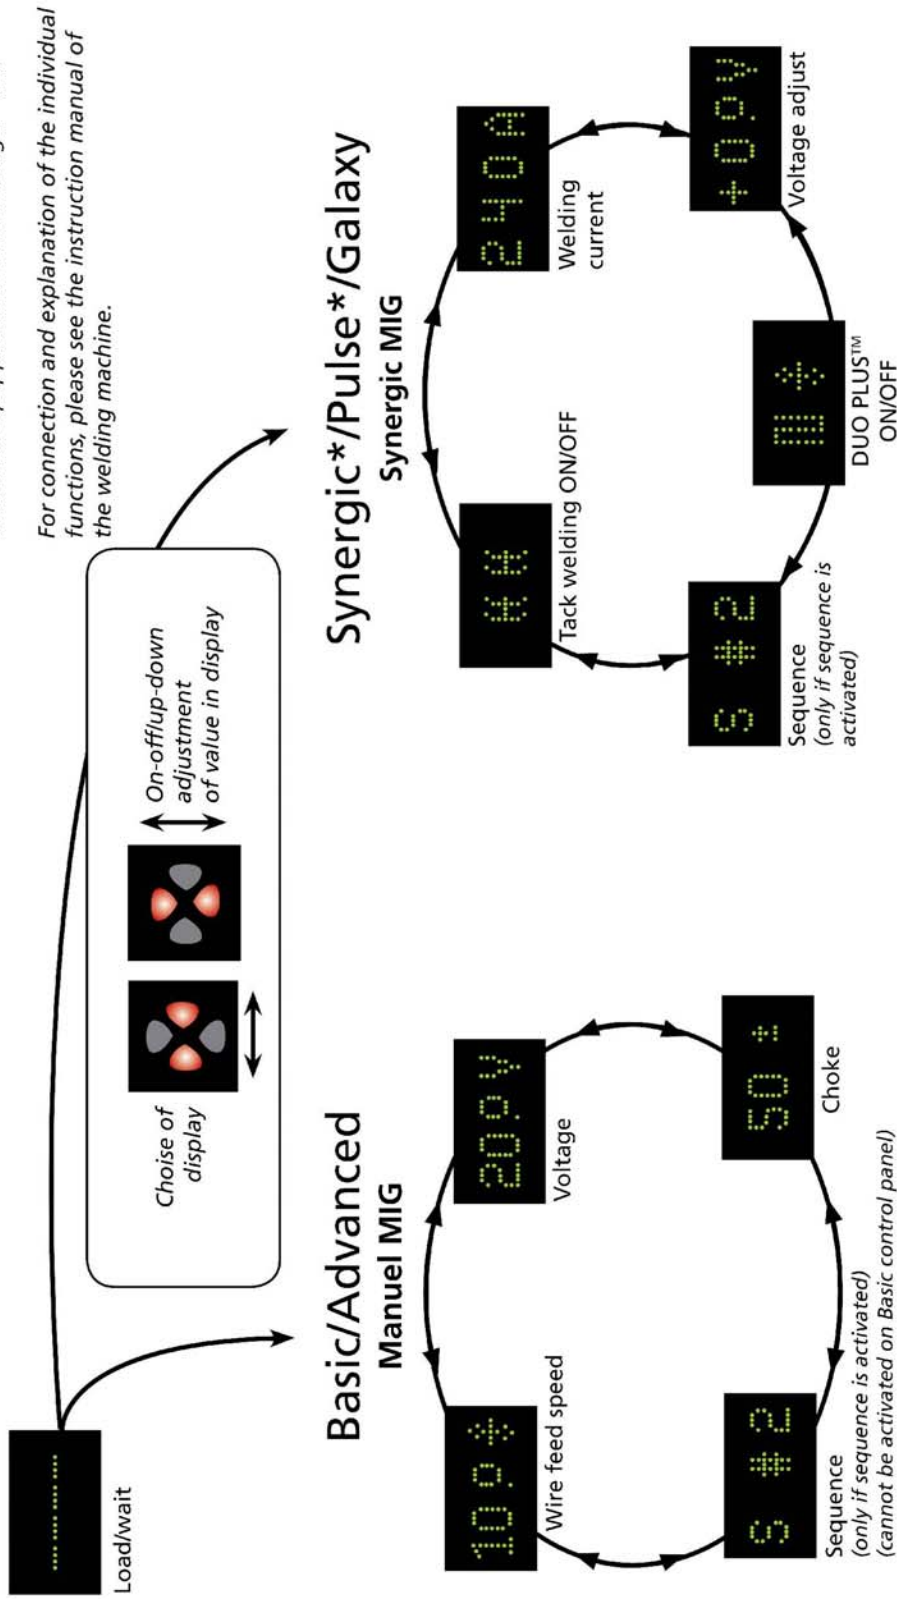 For connection and explanation of the individual
functions, please see the instruction manual of
the welding machine.
Load/wait
Choise of
display
On-off/up-down
adjustment
of value in display
Basic/Advanced
Manuel MIG
Wire feed speed
20.0V
Voltage
50 ±
Choke
S #2
Sequence
(only if sequence is activated)
(cannot be activated on Basic control panel)
Synergic*/Pulse*/Galaxy
Synergic MIG
Tack welding ON/OFF
240A
Welding
current
+0.0V
Voltage adjust
DUO PLUS™
ON/OFF
S #2
Sequence
(only if sequence is
activated)